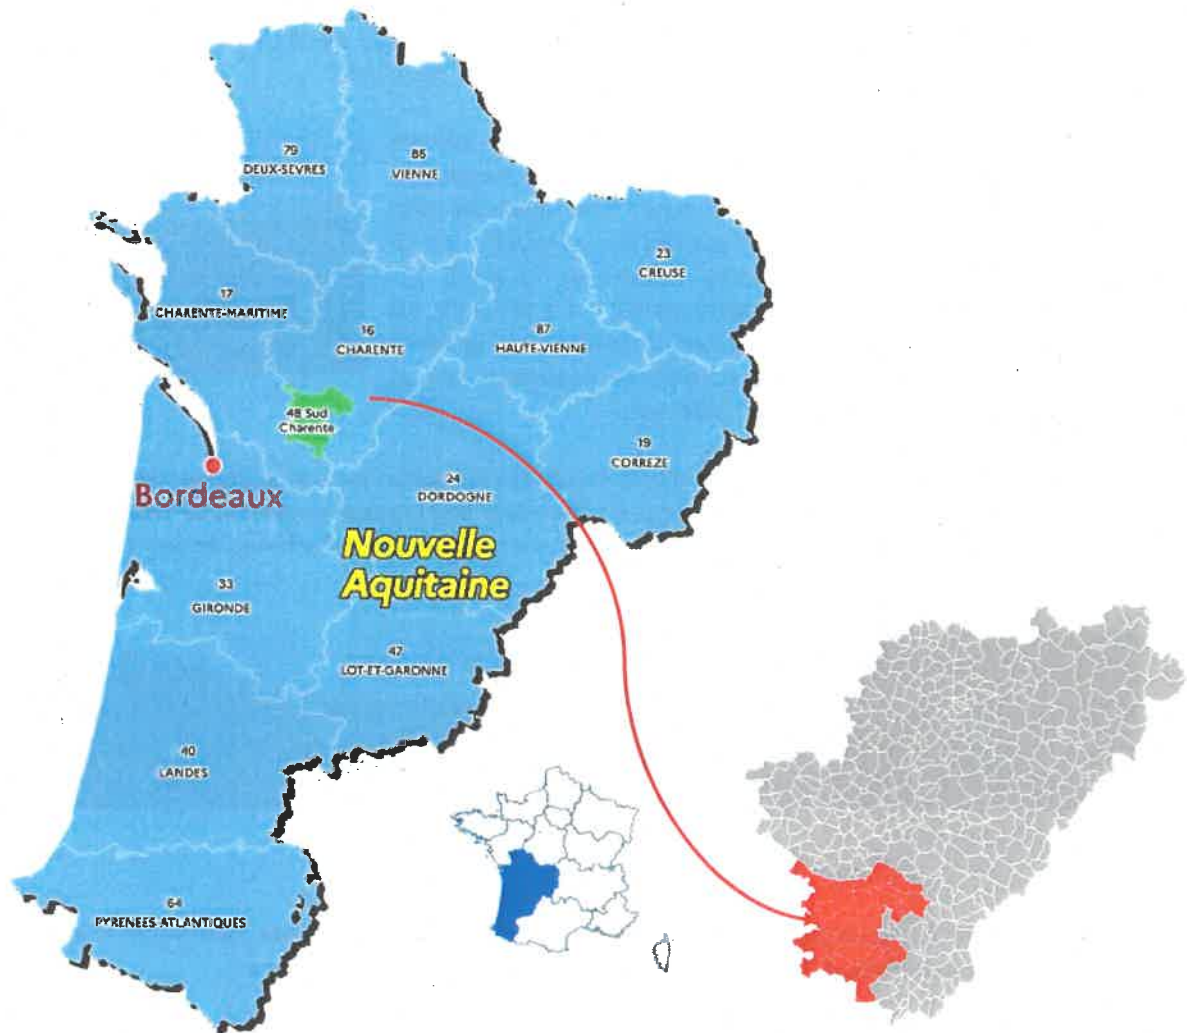 79
DEUX-SEVRES
86
VIENNE
23
CREUSE
17
CHARENTE-MARITIME
16
CHARENTE
87
HAUTE-VIENNE
4B Sud
Charente
19
CORREZE
24
DORDOGNE
Bordeaux
Nouvelle
Aquitaine
33
GIRONDE
47
LOT-ET-GARONNE
40
LANDES
64
PYRENEES ATLANTIQUES